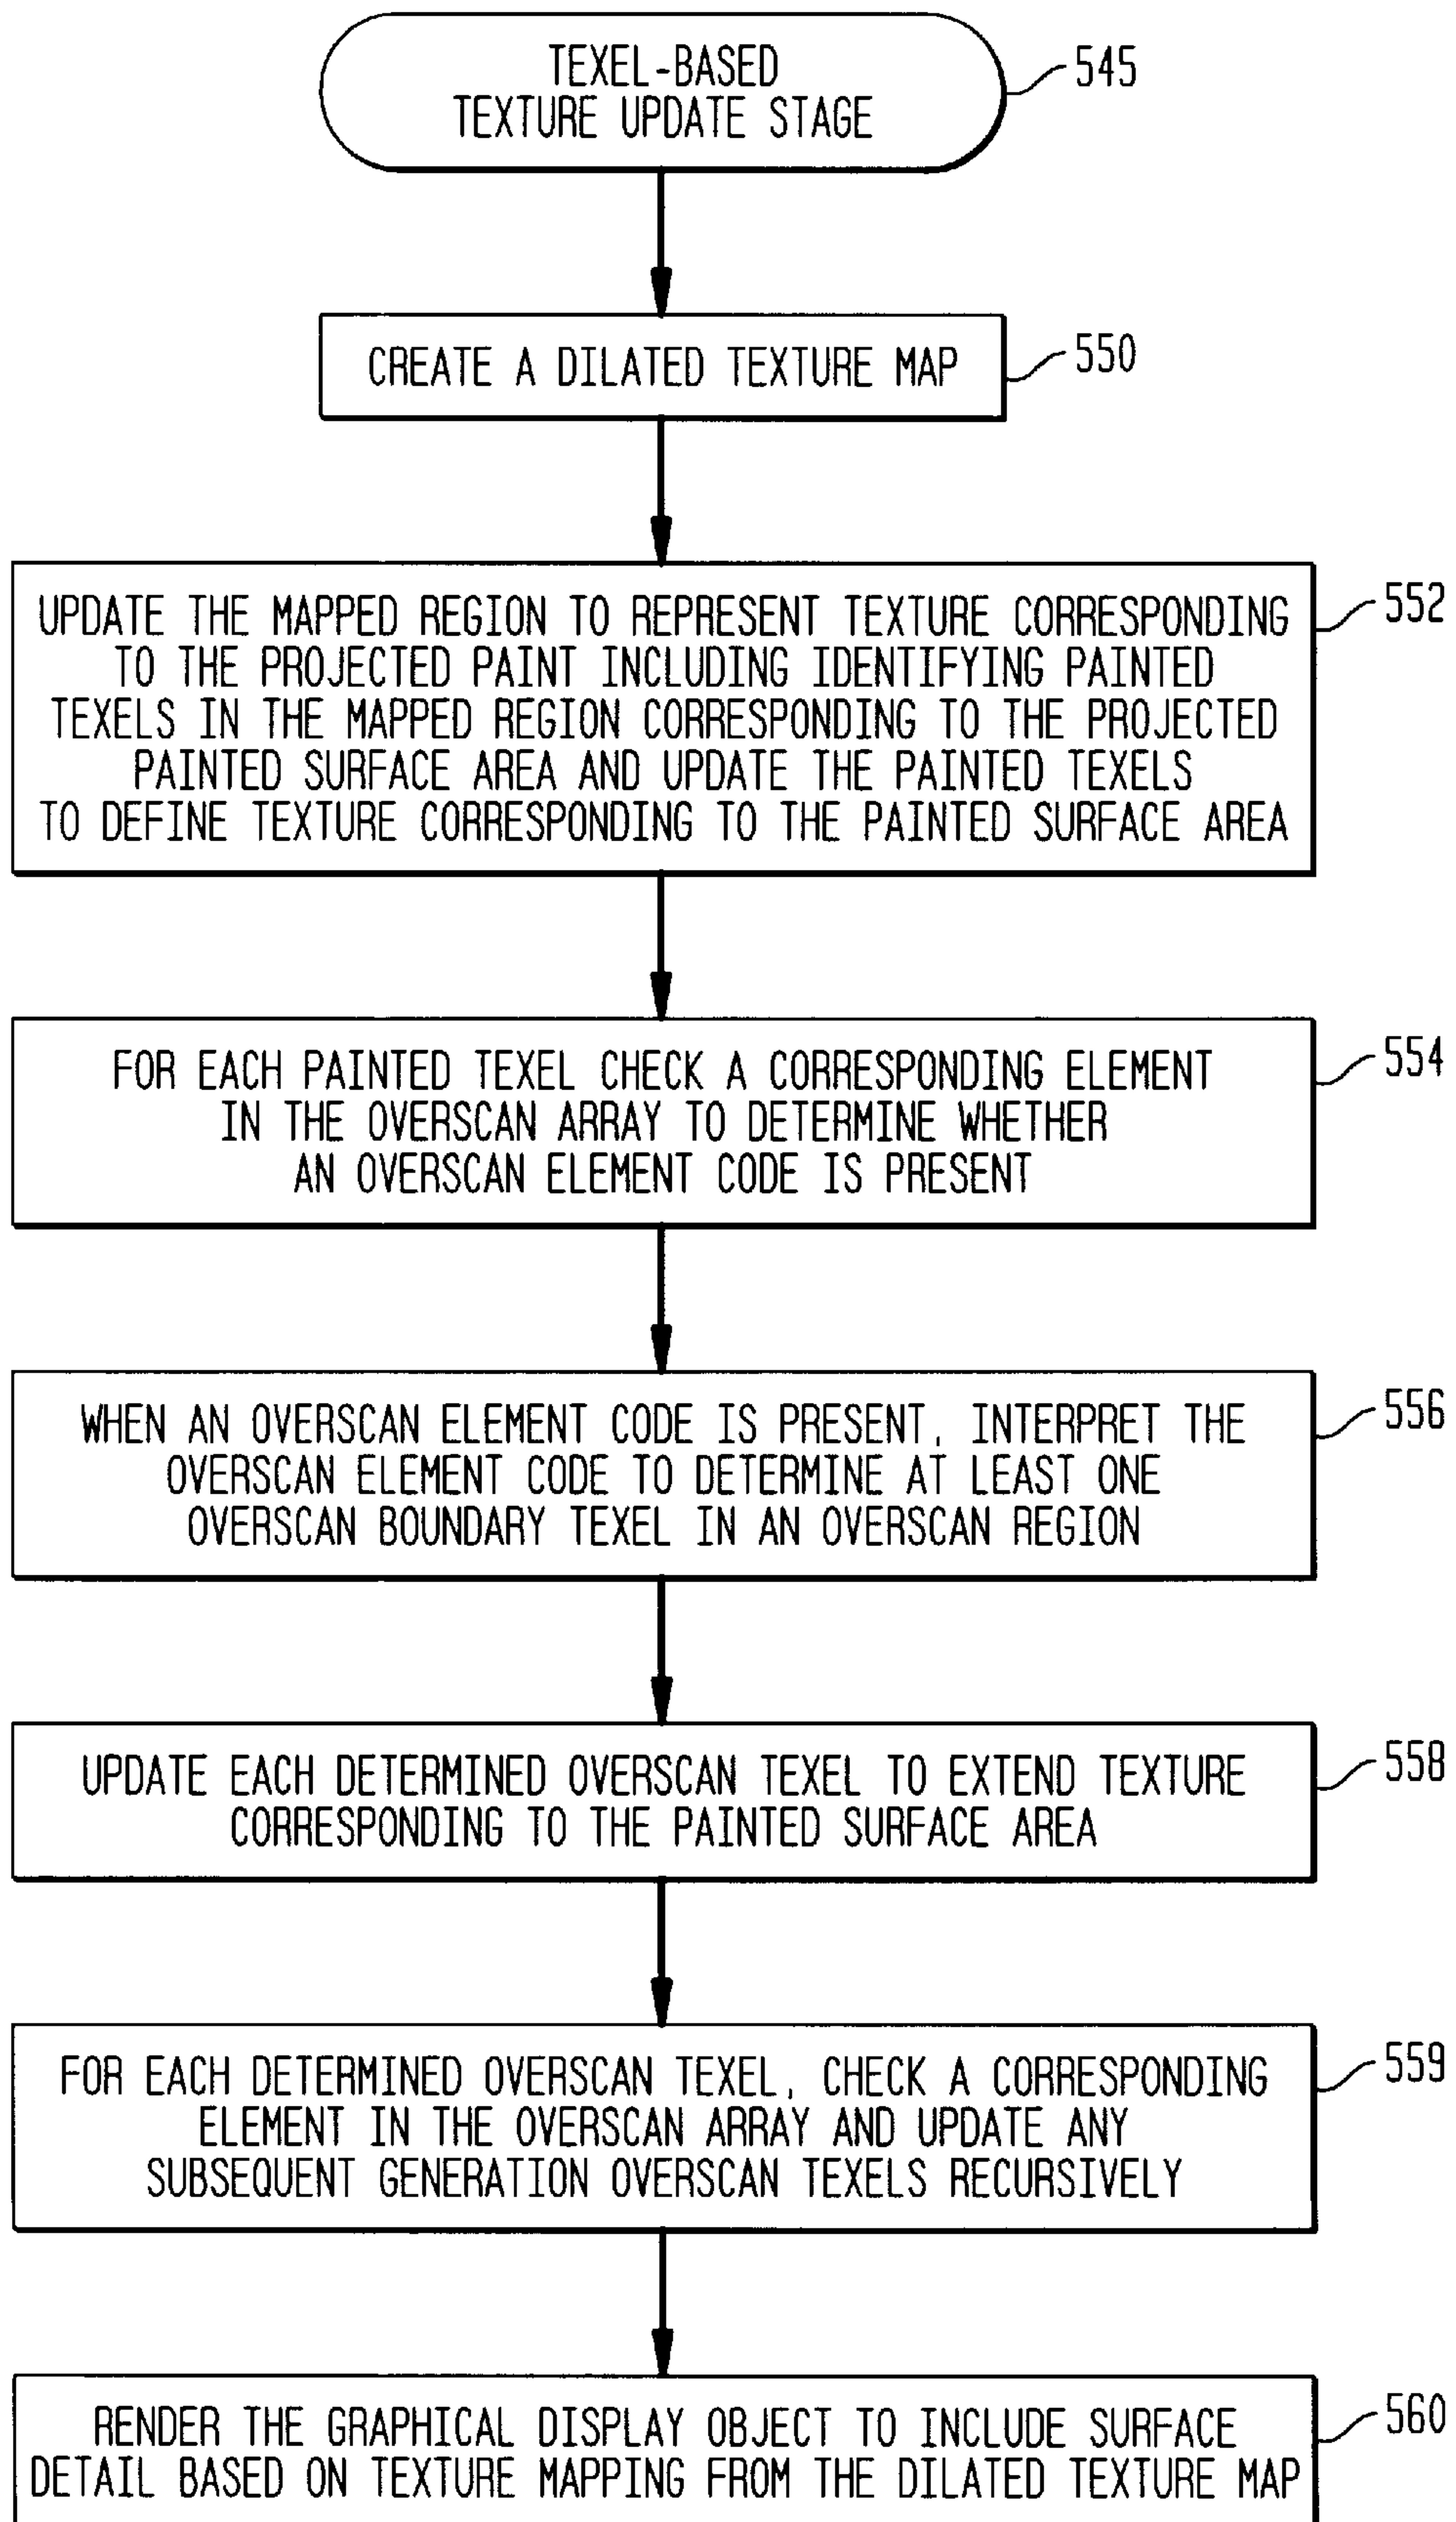 TEXEL-BASED
TEXTURE UPDATE STAGE
545
CREATE A DILATED TEXTURE MAP
550
UPDATE THE MAPPED REGION TO REPRESENT TEXTURE CORRESPONDING
TO THE PROJECTED PAINT INCLUDING IDENTIFYING PAINTED
TEXELS IN THE MAPPED REGION CORRESPONDING TO THE PROJECTED
PAINTED SURFACE AREA AND UPDATE THE PAINTED TEXELS
TO DEFINE TEXTURE CORRESPONDING TO THE PAINTED SURFACE AREA
552
FOR EACH PAINTED TEXEL CHECK A CORRESPONDING ELEMENT
IN THE OVERSCAN ARRAY TO DETERMINE WHETHER
AN OVERSCAN ELEMENT CODE IS PRESENT
554
WHEN AN OVERSCAN ELEMENT CODE IS PRESENT, INTERPRET THE
OVERSCAN ELEMENT CODE TO DETERMINE AT LEAST ONE
OVERSCAN BOUNDARY TEXEL IN AN OVERSCAN REGION
556
UPDATE EACH DETERMINED OVERSCAN TEXEL TO EXTEND TEXTURE
CORRESPONDING TO THE PAINTED SURFACE AREA
558
FOR EACH DETERMINED OVERSCAN TEXEL, CHECK A CORRESPONDING
ELEMENT IN THE OVERSCAN ARRAY AND UPDATE ANY
SUBSEQUENT GENERATION OVERSCAN TEXELS RECURSIVELY
559
RENDER THE GRAPHICAL DISPLAY OBJECT TO INCLUDE SURFACE
DETAIL BASED ON TEXTURE MAPPING FROM THE DILATED TEXTURE MAP
560